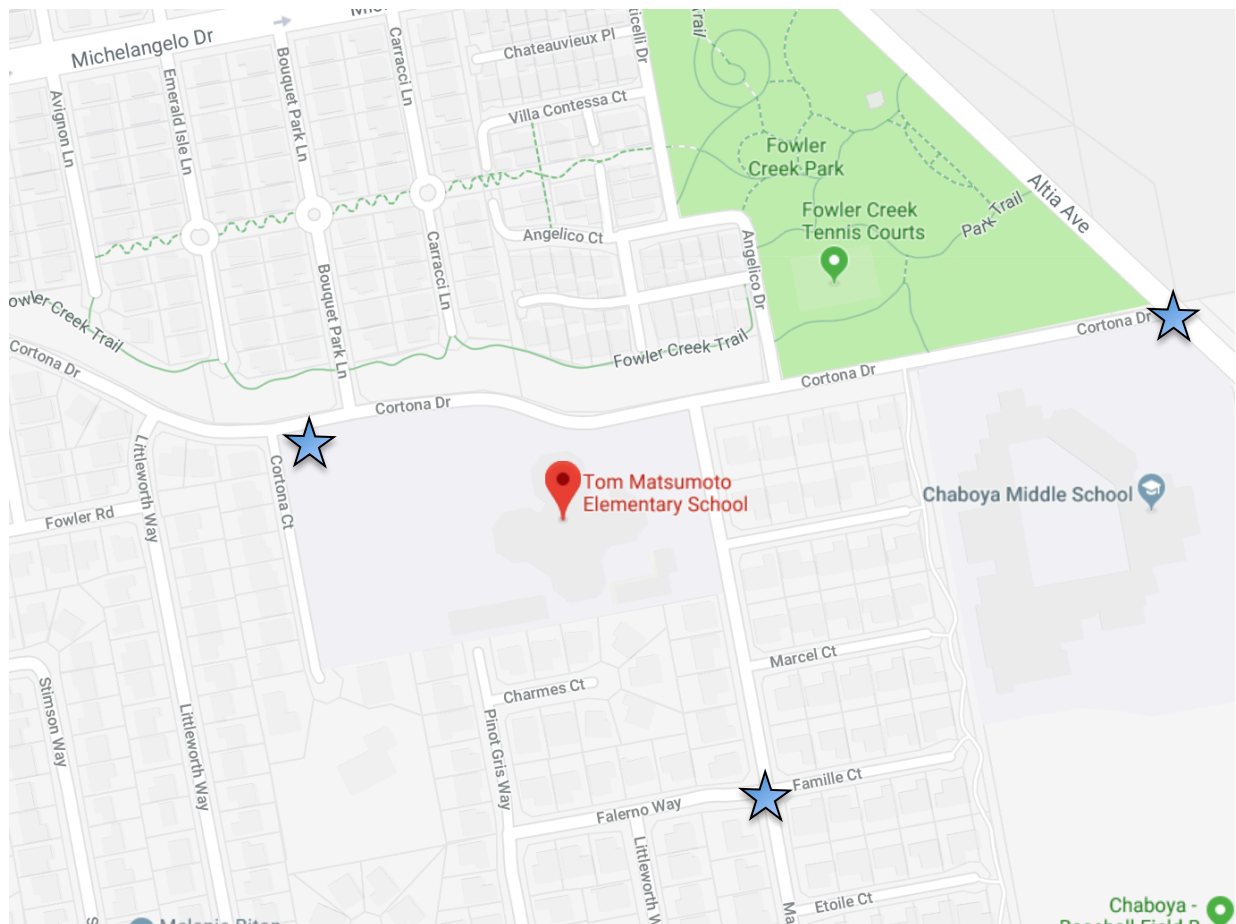 Michelangelo Dr
Chateauvieux Pl
Carracci Ln
Bouquet Park Ln
Emerald Isle Ln
Avignon Ln
Villa Contessa Ct
Trail
Fowler
Creek Park
Fowler Creek
Tennis Courts
Park Trail
Altia Ave
Angelico Ct
Angelico Dr
Carracci Ln
Bouquet Park Ln
Fowler Creek Trail
Cortona Dr
Cortona Dr
Fowler Creek Trail
Cortona Dr
Cortona Dr
Littleworth Way
Cortona Ct
Fowler Rd
Tom Matsumoto
Elementary School
Chaboya Middle School
Marcel Ct
Charmes Ct
Stimson Way
Littleworth Way
Pinot Gris Way
Famille Ct
Falerno Way
Littleworth W
Etoile Ct
Ma
Chaboya -